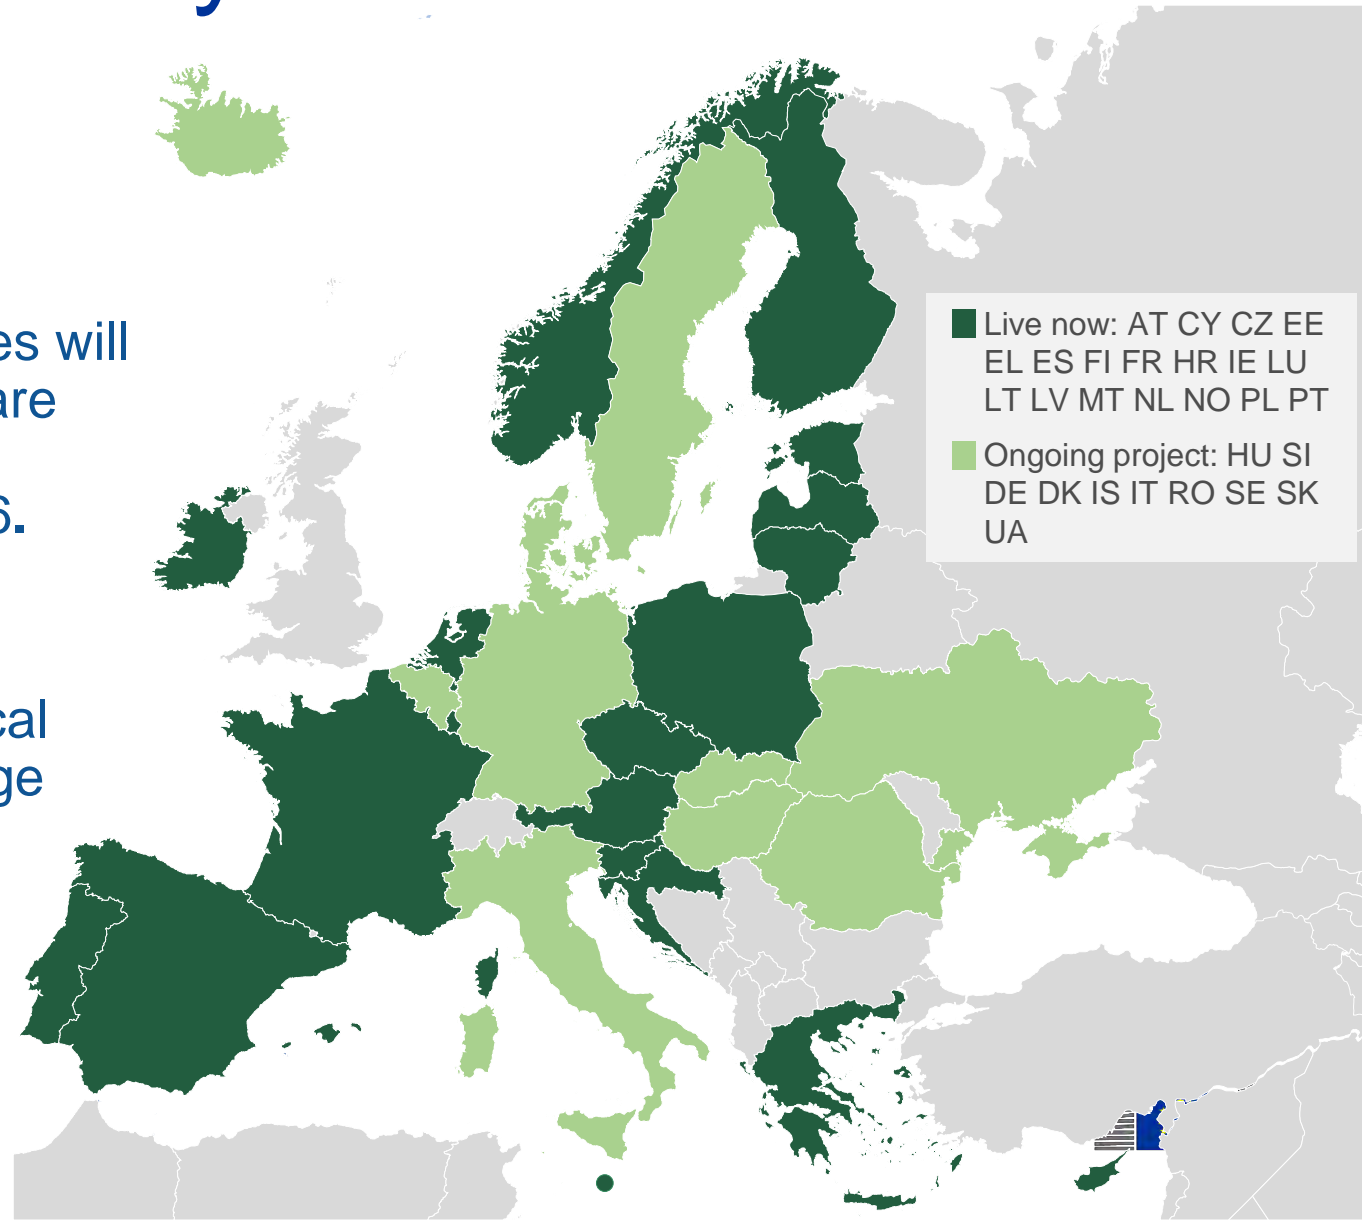 y
es will
are
6.
cal
ge
Live now: AT CY CZ EE
EL ES FI FR HR IE LU
LT LV MT NL NO PL PT
Ongoing project: HU SI
DE DK IS IT RO SE SK
UA